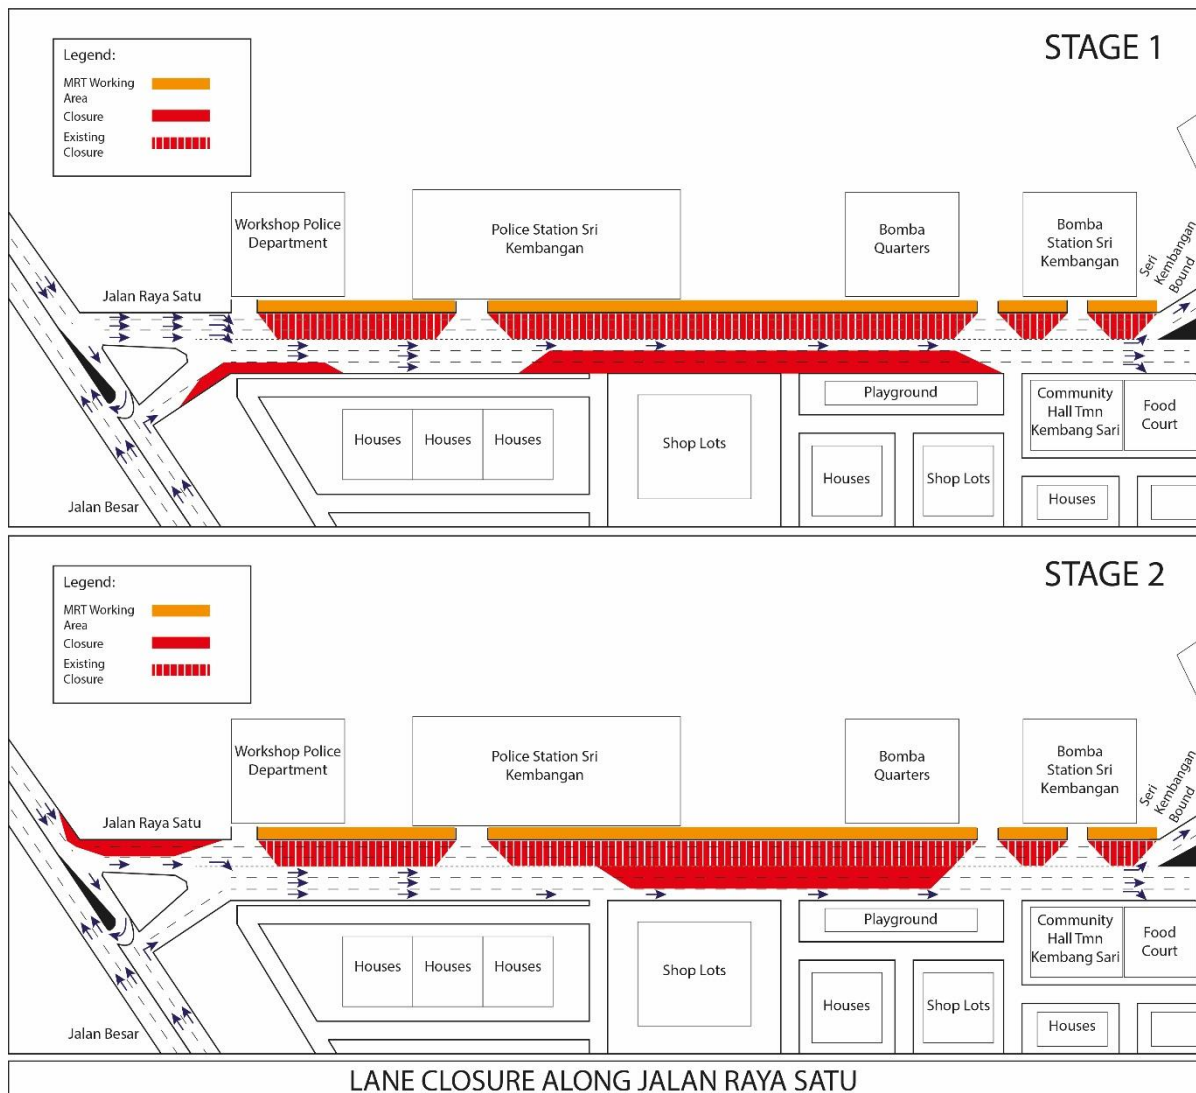 STAGE 1
Legend:
MRT Working
Area
Closure
Existing
Closure
Workshop Police
Department
Police Station Sri
Kembangan
Bomba
Quarters
Bomba
Station Sri
Kembangan
Seri
Kembangan
Bound
Jalan Raya Satu
Jalan Besar
Houses
Houses
Houses
Shop Lots
Playground
Houses
Shop Lots
Community
Hall Tmn
Kembang Sari
Food
Court
Houses
STAGE 2
Legend:
MRT Working
Area
Closure
Existing
Closure
Workshop Police
Department
Police Station Sri
Kembangan
Bomba
Quarters
Bomba
Station Sri
Kembangan
Seri
Kembangan
Bound
Jalan Raya Satu
Jalan Besar
Houses
Houses
Houses
Shop Lots
Playground
Houses
Shop Lots
Community
Hall Tmn
Kembang Sari
Food
Court
Houses
LANE CLOSURE ALONG JALAN RAYA SATU